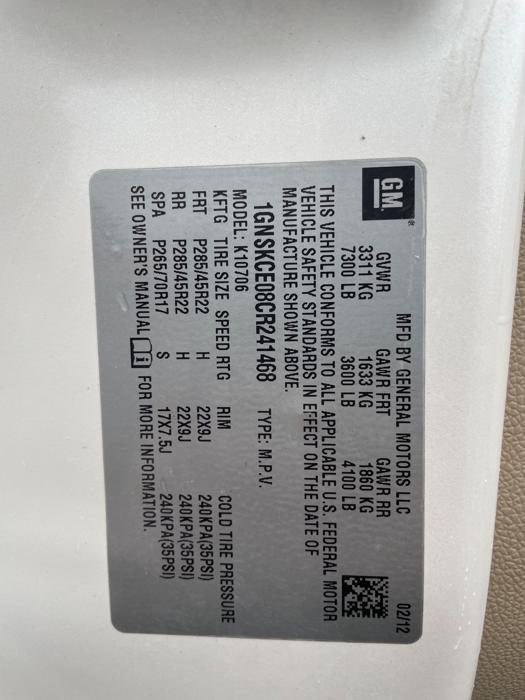 GM
MFD BY GENERAL MOTORS LLC 02/12
GVWR GAWR FRT GAWR RR
3311 KG 1633 KG 1860 KG
7300 LB 3600 LB 4100 LB
THIS VEHICLE CONFORMS TO ALL APPLICABLE U.S. FEDERAL MOTOR
VEHICLE SAFETY STANDARDS IN EFFECT ON THE DATE OF
MANUFACTURE SHOWN ABOVE.
1GNSKCE08CR241468 TYPE: M.P.V.
MODEL: K10706
KFTG TIRE SIZE SPEED RTG RIM COLD TIRE PRESSURE
FRT P285/45R22 H 22X9J 240KPA(35PSI)
RR P285/45R22 H 22X9J 240KPA(35PSI)
SPA P265/70R17 S 17X7.5J 240KPA(35PSI)
SEE OWNER'S MANUAL i FOR MORE INFORMATION.